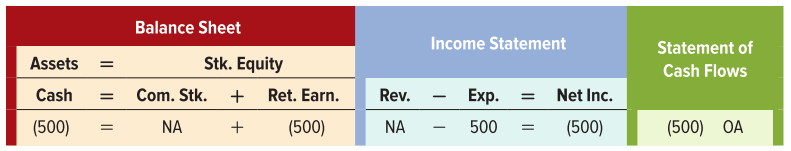 Balance Sheet
Income Statement
Statement of
Cash Flows
Assets = Stk. Equity
Cash = Com. Stk. + Ret. Earn. Rev. − Exp. = Net Inc.
(500) = NA + (500) NA − 500 = (500) (500) OA